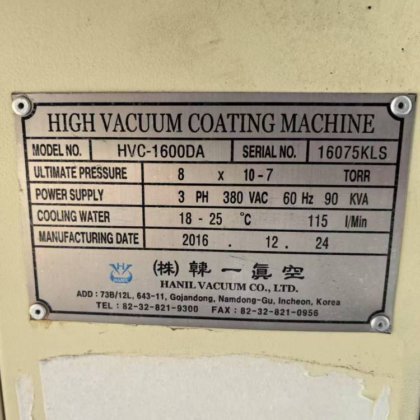 HIGH VACUUM COATING MACHINE
MODEL NO. HVC-1600DA SERIAL NO. 16075KLS
ULTIMATE PRESSURE 8 X 10-7 TORR
POWER SUPPLY 3 PH 380 VAC 60 Hz 90 KVA
COOLING WATER 18 - 25 ℃ 115 l/Min
MANUFACTURING DATE 2016 . 12 . 24
(株) 韓一眞空
HANIL VACUUM CO., LTD.
ADD : 73B/12L, 643-11, Gojandong, Namdong-Gu, Incheon, Korea
TEL : 82-32-821-9300 FAX : 82-32-821-0956